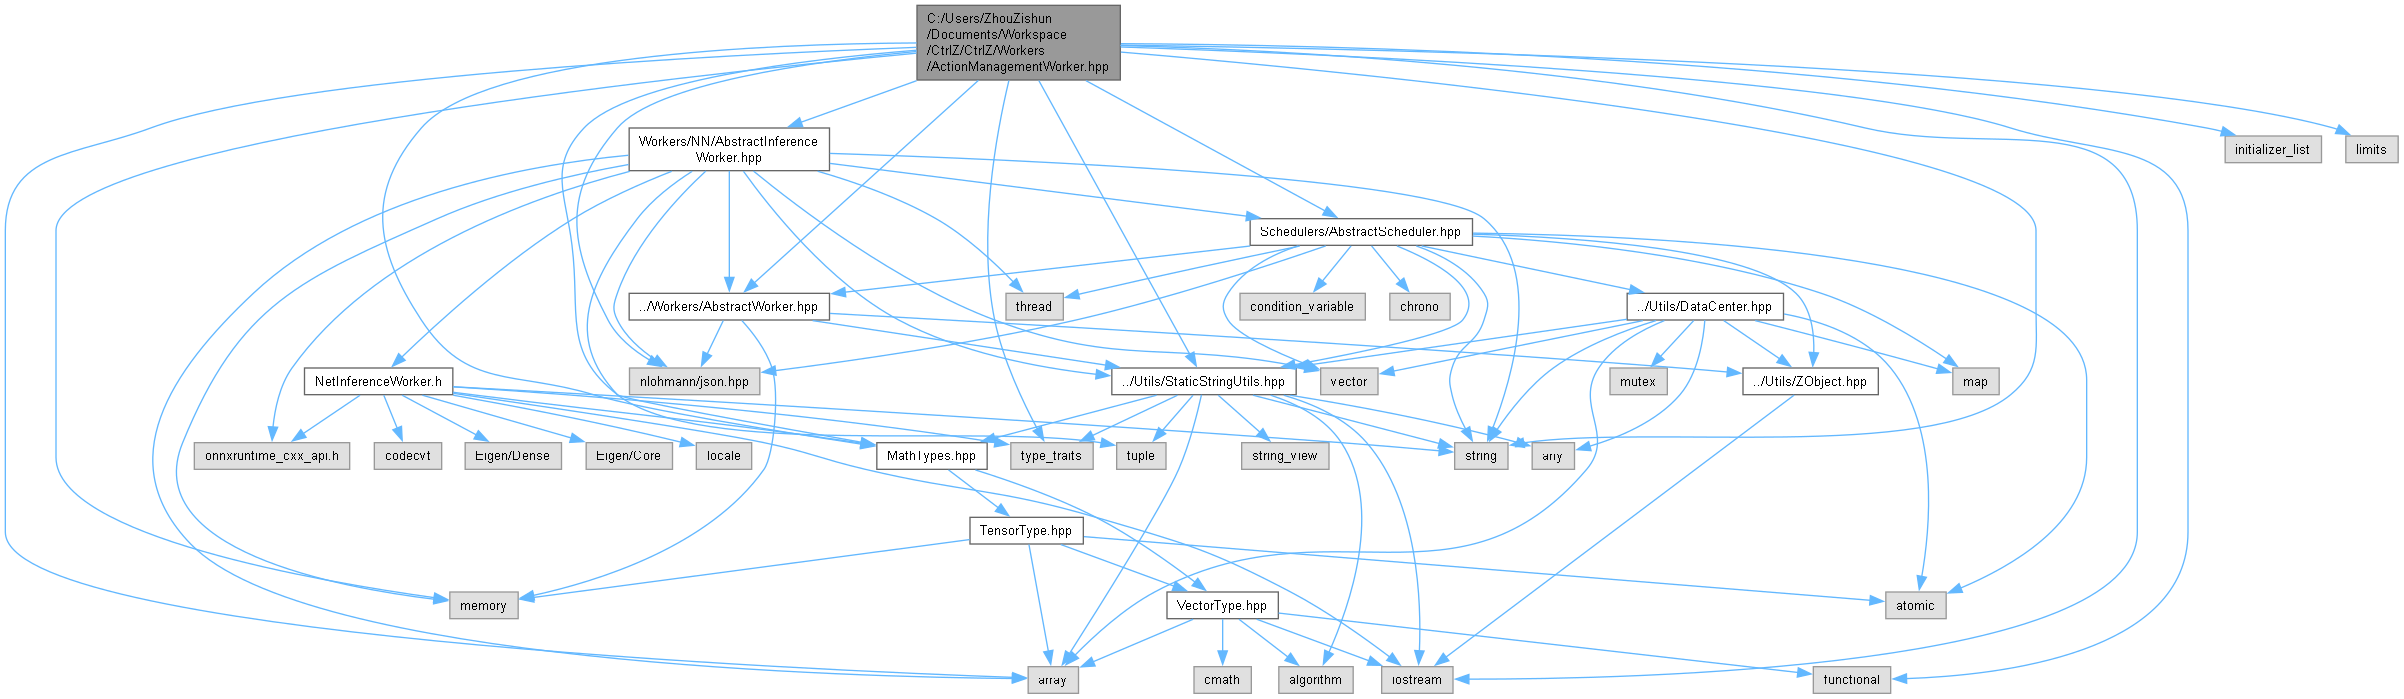 C:/Users/ZhouZishun
/Documents/Workspace
/CtrlZ/CtrlZ/Workers
/ActionManagementWorker.hpp
Workers/NN/AbstractInference
Worker.hpp
initializer_list
limits
Schedulers/AbstractScheduler.hpp
../Workers/AbstractWorker.hpp
thread
condition_variable
chrono
../Utils/DataCenter.hpp
NetInferenceWorker.h
nlohmann/json.hpp
../Utils/StaticStringUtils.hpp
vector
mutex
../Utils/ZObject.hpp
map
onnxruntime_cxx_api.h
codecvt
Eigen/Dense
Eigen/Core
locale
MathTypes.hpp
type_traits
tuple
string_view
string
any
TensorType.hpp
memory
VectorType.hpp
atomic
array
cmath
algorithm
iostream
functional